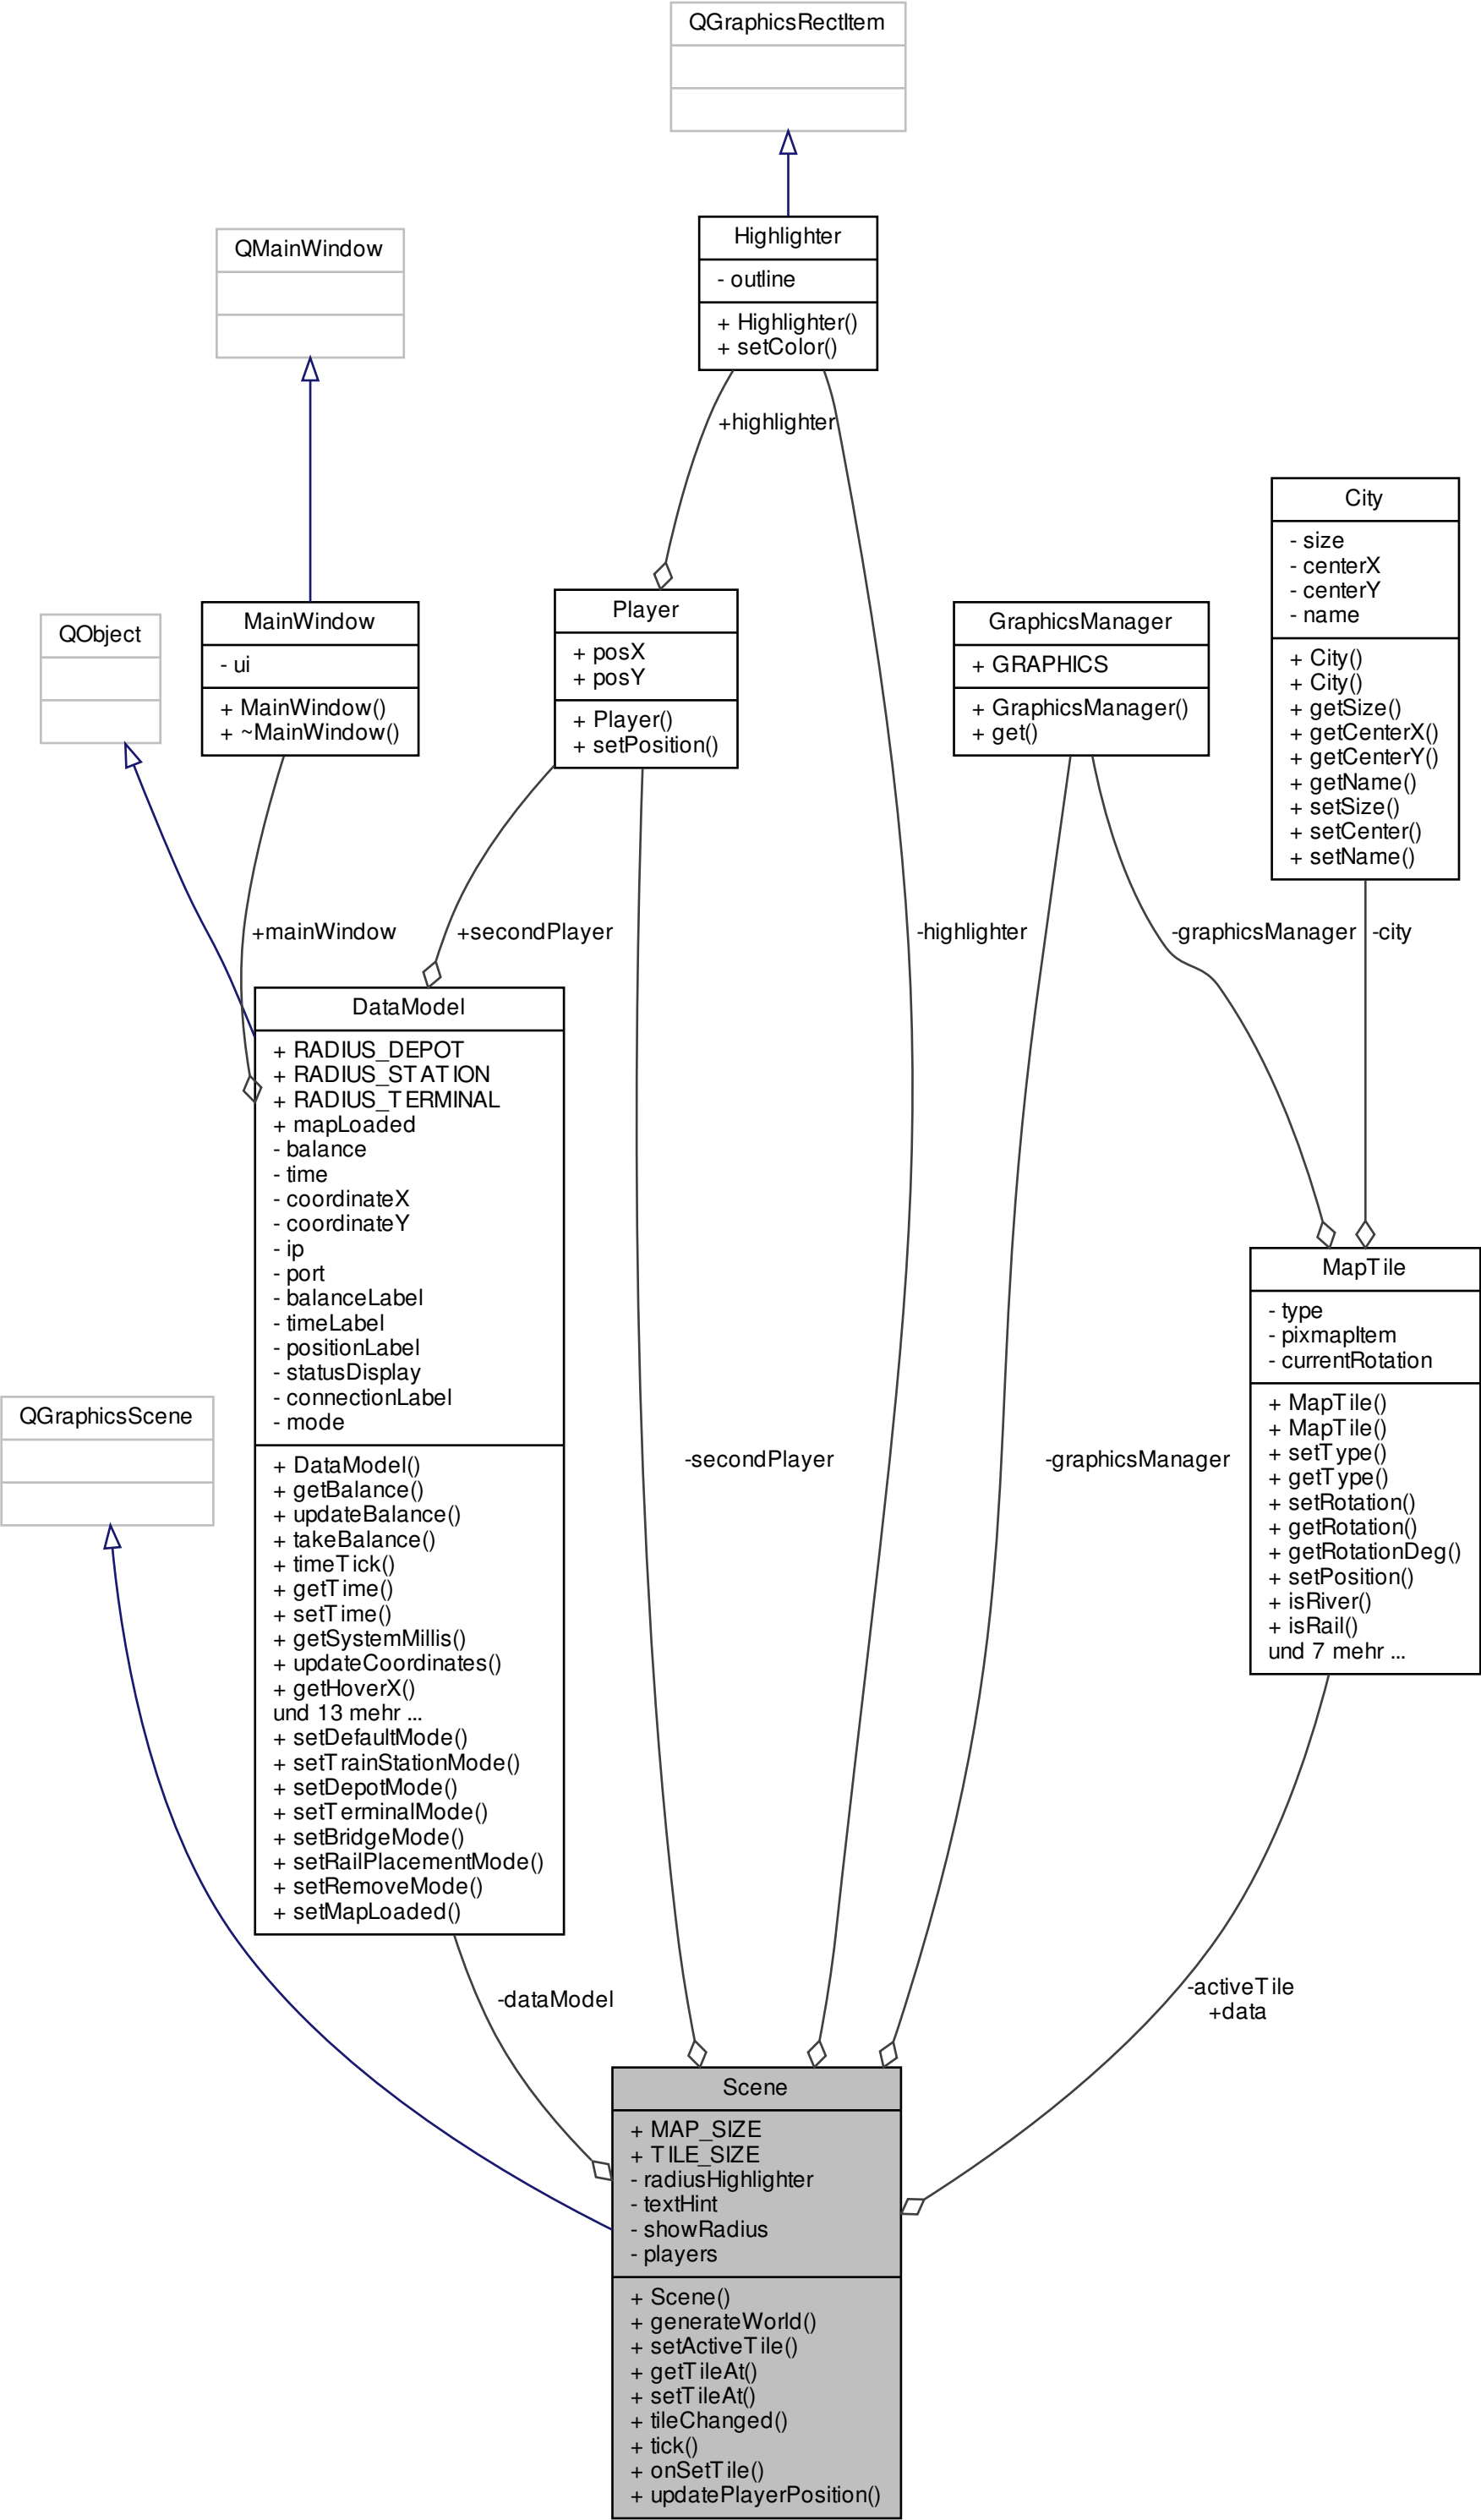 QGraphicsRectItem
QMainWindow
Highlighter
- outline
+ Highlighter()
+ setColor()
+highlighter
City
- size
- centerX
- centerY
- name
+ City()
+ City()
+ getSize()
+ getCenterX()
+ getCenterY()
+ getName()
+ setSize()
+ setCenter()
+ setName()
QObject
MainWindow
- ui
+ MainWindow()
+ ~MainWindow()
Player
+ posX
+ posY
+ Player()
+ setPosition()
GraphicsManager
+ GRAPHICS
+ GraphicsManager()
+ get()
+mainWindow
+secondPlayer
-highlighter
-graphicsManager
-city
DataModel
+ RADIUS_DEPOT
+ RADIUS_STATION
+ RADIUS_TERMINAL
+ mapLoaded
- balance
- time
- coordinateX
- coordinateY
- ip
- port
- balanceLabel
- timeLabel
- positionLabel
- statusDisplay
- connectionLabel
- mode
+ DataModel()
+ getBalance()
+ updateBalance()
+ takeBalance()
+ timeTick()
+ getTime()
+ setTime()
+ getSystemMillis()
+ updateCoordinates()
+ getHoverX()
und 13 mehr ...
+ setDefaultMode()
+ setTrainStationMode()
+ setDepotMode()
+ setTerminalMode()
+ setBridgeMode()
+ setRailPlacementMode()
+ setRemoveMode()
+ setMapLoaded()
MapTile
- type
- pixmapItem
- currentRotation
+ MapTile()
+ MapTile()
+ setType()
+ getType()
+ setRotation()
+ getRotation()
+ getRotationDeg()
+ setPosition()
+ isRiver()
+ isRail()
und 7 mehr ...
QGraphicsScene
-secondPlayer
-graphicsManager
-dataModel
-activeTile
+data
Scene
+ MAP_SIZE
+ TILE_SIZE
- radiusHighlighter
- textHint
- showRadius
- players
+ Scene()
+ generateWorld()
+ setActiveTile()
+ getTileAt()
+ setTileAt()
+ tileChanged()
+ tick()
+ onSetTile()
+ updatePlayerPosition()